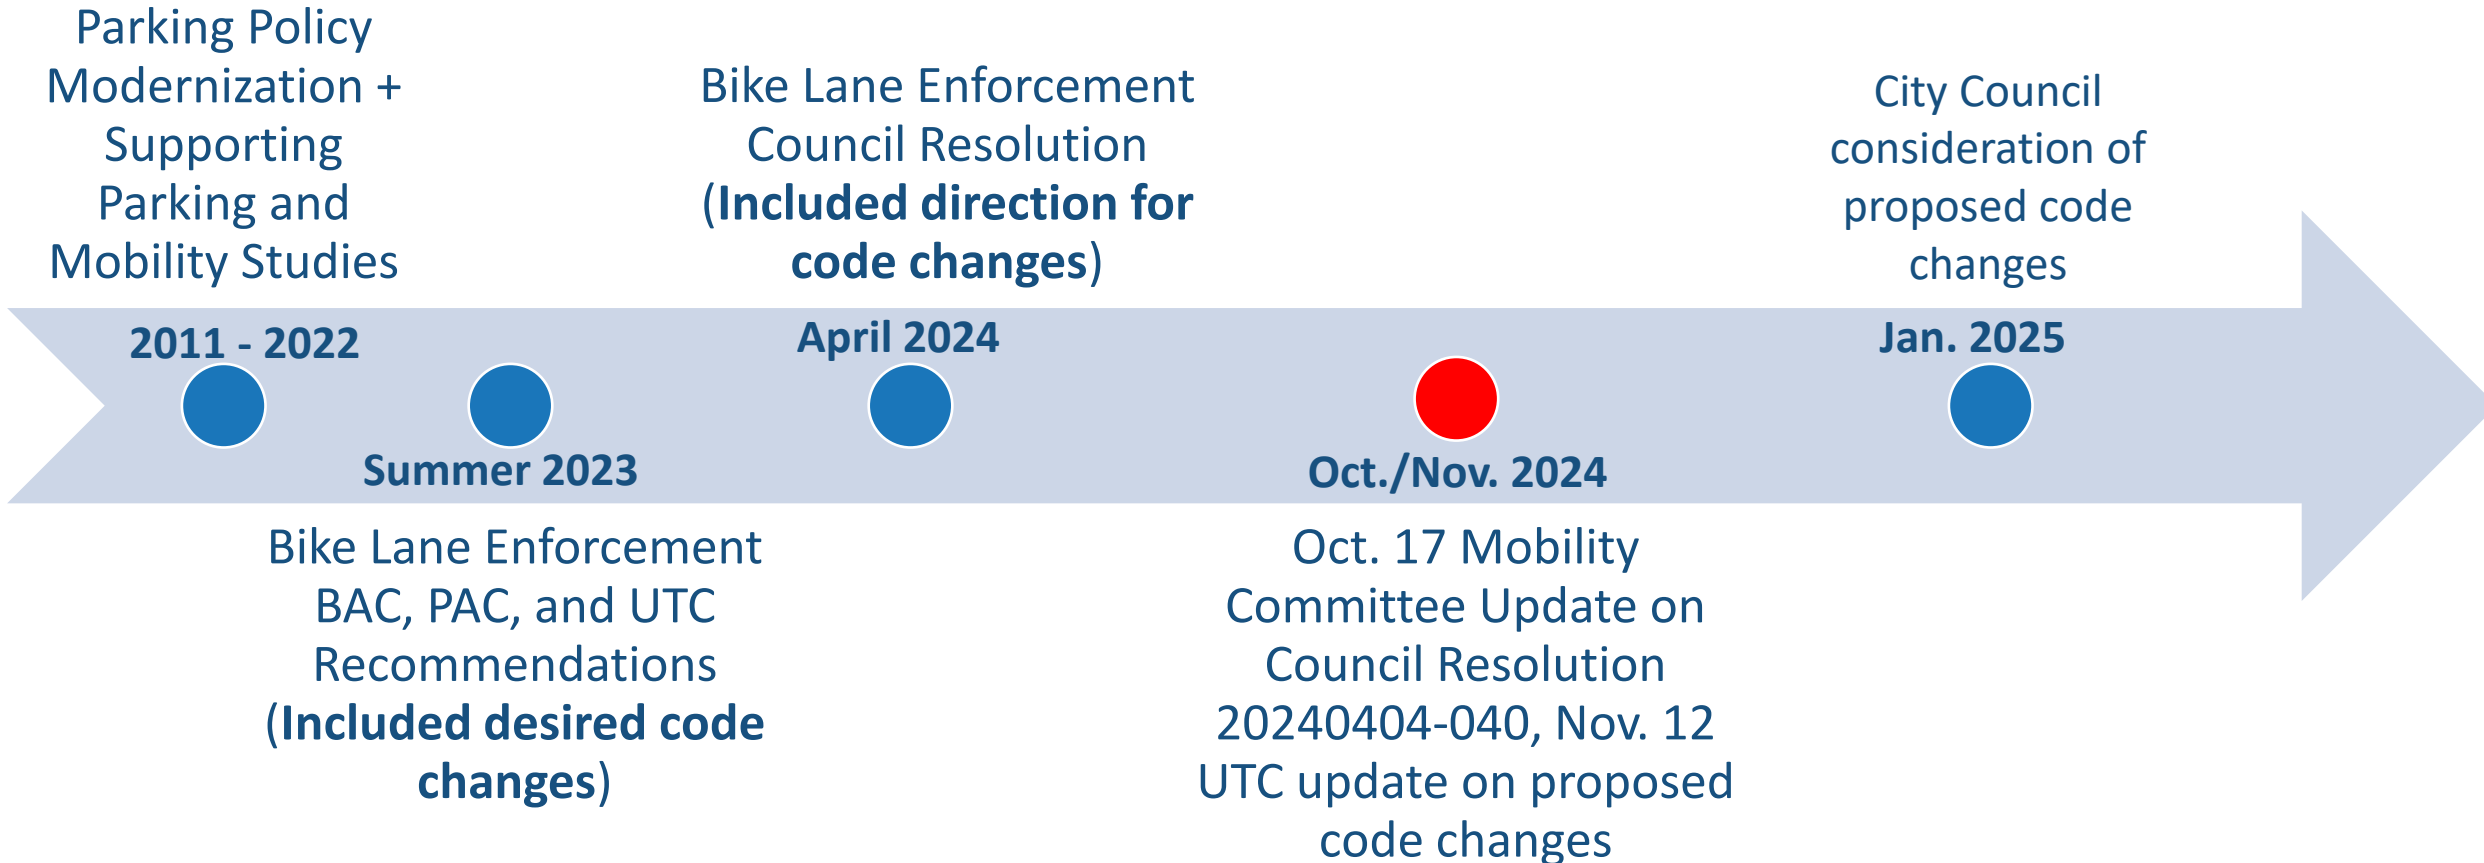 Parking Policy
Modernization +
Supporting
Parking and
Mobility Studies
2011 - 2022
Summer 2023
Bike Lane Enforcement
BAC, PAC, and UTC
Recommendations
(Included desired code
changes)
Bike Lane Enforcement
Council Resolution
(Included direction for
code changes)
April 2024
Oct./Nov. 2024
Oct. 17 Mobility
Committee Update on
Council Resolution
20240404-040, Nov. 12
UTC update on proposed
code changes
City Council
consideration of
proposed code
changes
Jan. 2025